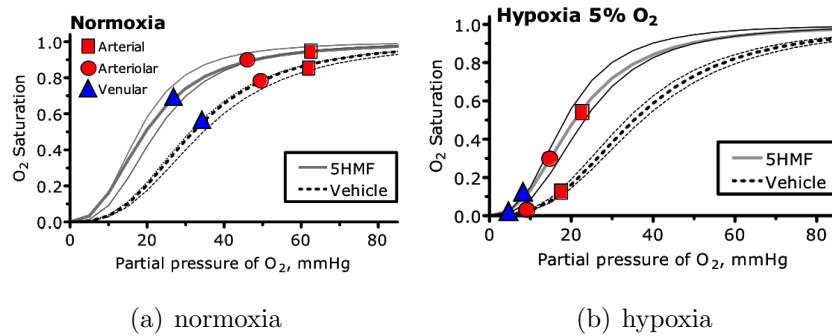 Normoxia
Arterial
Arteriolar
Venular
5HMF
Vehicle
O₂ Saturation
1.0
0.8
0.6
0.4
0.2
0.0
0 20 40 60 80
Partial pressure of O₂, mmHg
(a) normoxia
Hypoxia 5% O₂
5HMF
Vehicle
O₂ Saturation
1.0
0.8
0.6
0.4
0.2
0.0
0 20 40 60 80
Partial pressure of O₂, mmHg
(b) hypoxia